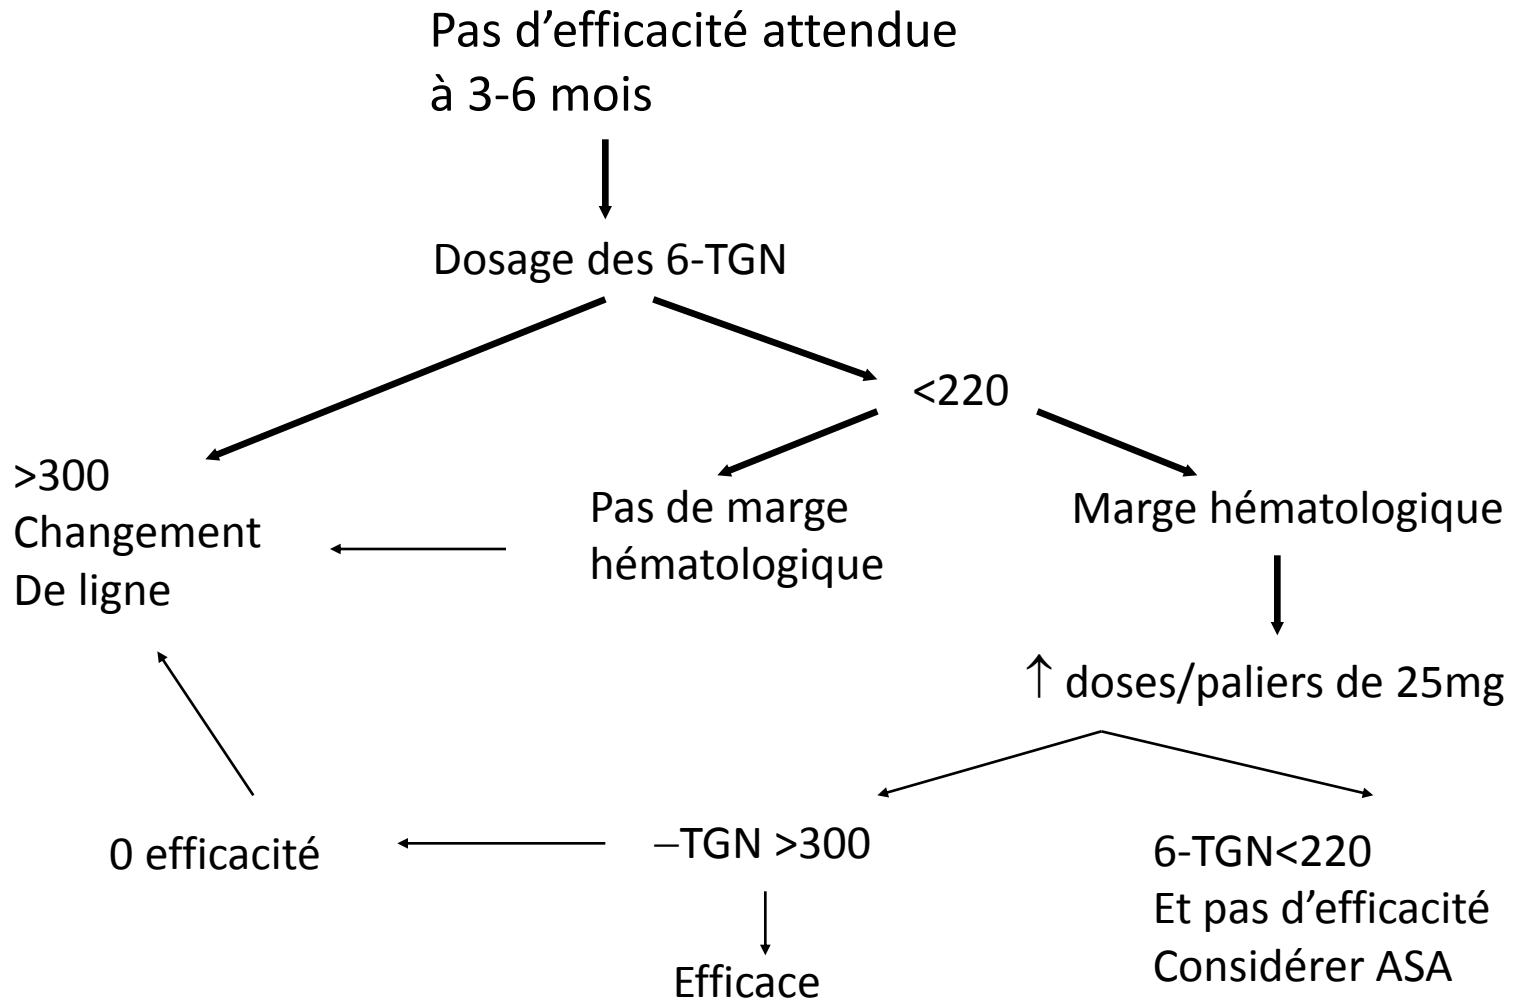 Pas d’efficacité attendue
à 3-6 mois
Dosage des 6-TGN
<220
>300
Changement
De ligne
Pas de marge
hématologique
Marge hématologique
↑ doses/paliers de 25mg
0 efficacité
–TGN >300
6-TGN<220
Et pas d’efficacité
Considérer ASA
Efficace